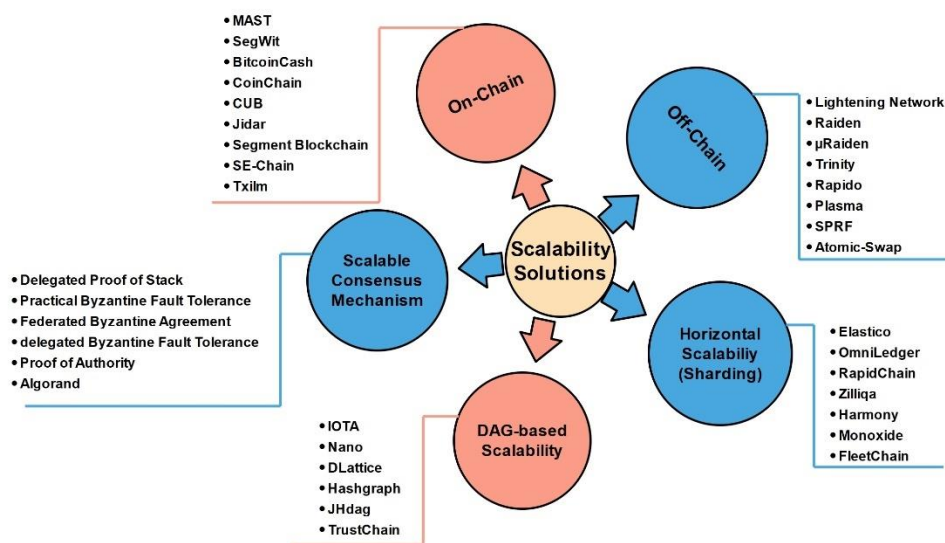 • MAST
• SegWit
• BitcoinCash
• CoinChain
• CUB
• Jidar
• Segment Blockchain
• SE-Chain
• Txilm
On-Chain
Off-Chain
• Lightening Network
• Raiden
• µRaiden
• Trinity
• Rapido
• Plasma
• SPRF
• Atomic-Swap
Scalability
Solutions
Scalable
Consensus
Mechanism
• Delegated Proof of Stack
• Practical Byzantine Fault Tolerance
• Federated Byzantine Agreement
• delegated Byzantine Fault Tolerance
• Proof of Authority
• Algorand
Horizontal
Scalabiliy
(Sharding)
• Elastico
• OmniLedger
• RapidChain
• Zilliqa
• Harmony
• Monoxide
• FleetChain
DAG-based
Scalability
• IOTA
• Nano
• DLattice
• Hashgraph
• JHdag
• TrustChain